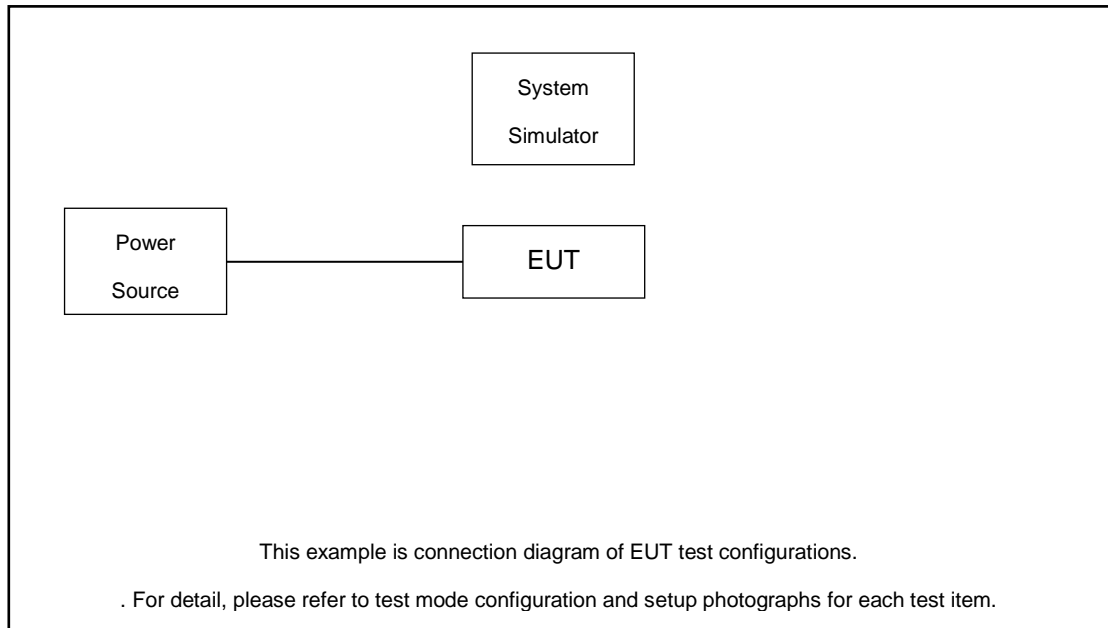 System
Simulator
Power
Source
EUT
This example is connection diagram of EUT test configurations.
. For detail, please refer to test mode configuration and setup photographs for each test item.